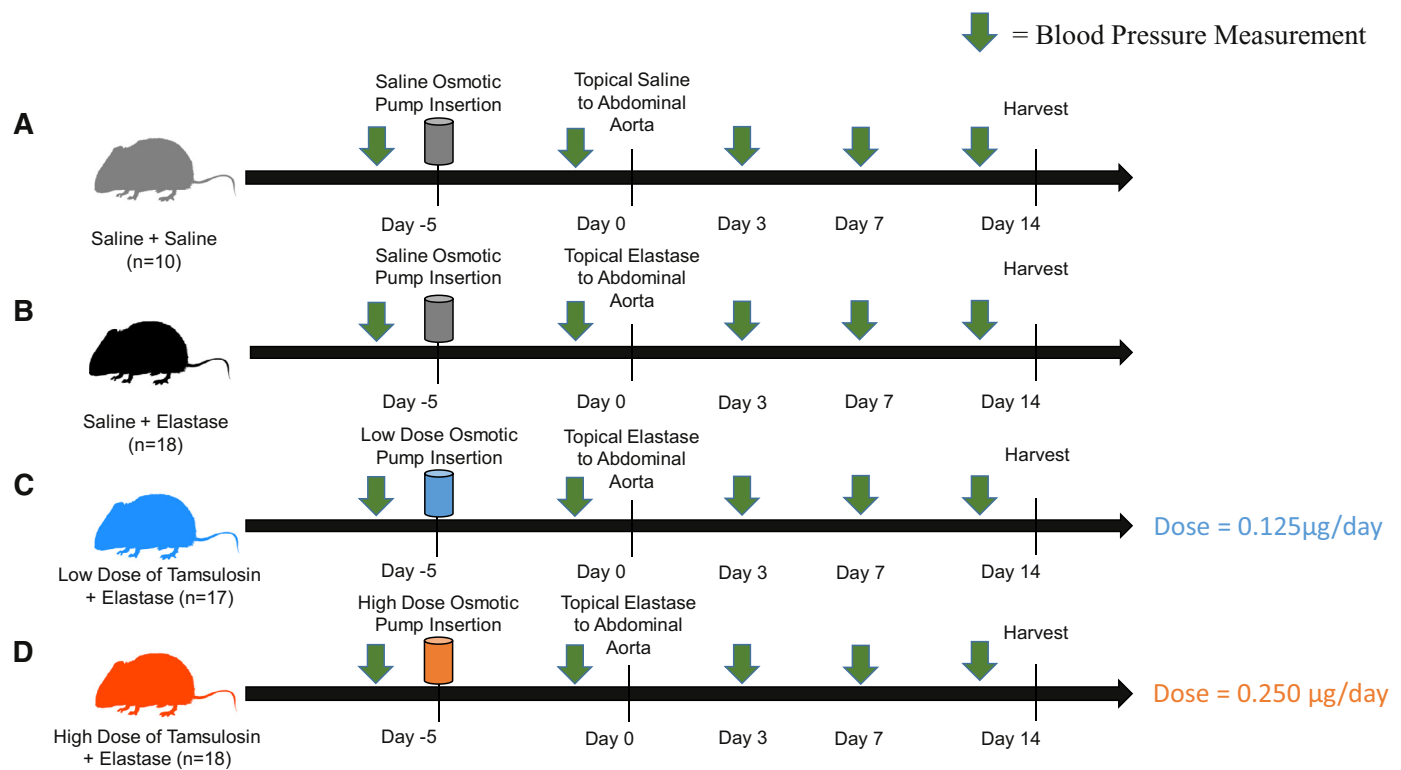 = Blood Pressure Measurement
A
Saline Osmotic
Pump Insertion
Topical Saline
to Abdominal
Aorta
Harvest
Day -5
Day 0
Day 3
Day 7
Day 14
Saline + Saline
(n=10)
B
Saline Osmotic
Pump Insertion
Topical Elastase
to Abdominal
Aorta
Harvest
Day -5
Day 0
Day 3
Day 7
Day 14
Saline + Elastase
(n=18)
C
Low Dose Osmotic
Pump Insertion
Topical Elastase
to Abdominal
Aorta
Harvest
Dose = 0.125µg/day
Day -5
Day 0
Day 3
Day 7
Day 14
Low Dose of Tamsulosin
+ Elastase (n=17)
D
High Dose Osmotic
Pump Insertion
Topical Elastase
to Abdominal
Aorta
Harvest
Dose = 0.250 µg/day
Day -5
Day 0
Day 3
Day 7
Day 14
High Dose of Tamsulosin
+ Elastase (n=18)